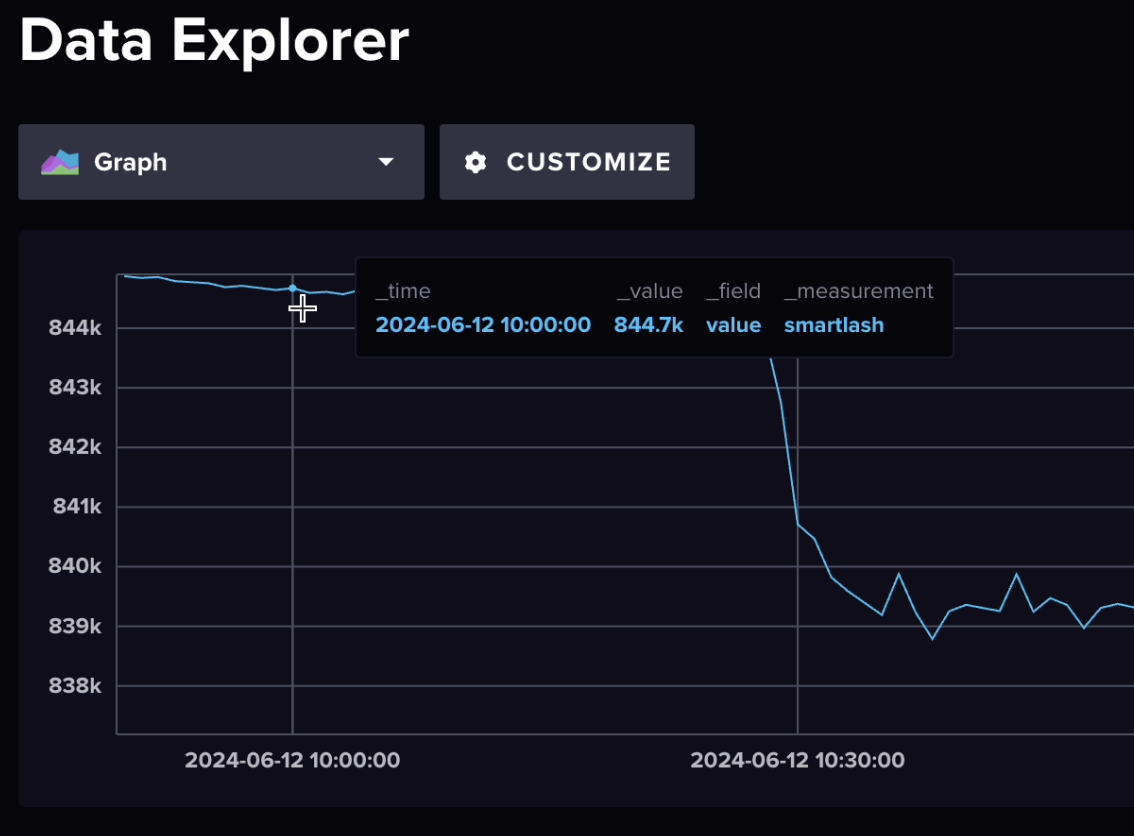 Data Explorer
Graph
CUSTOMIZE
_time _value _field _measurement
2024-06-12 10:00:00 844.7k value smartlash
844k
843k
842k
841k
840k
839k
838k
2024-06-12 10:00:00 2024-06-12 10:30:00